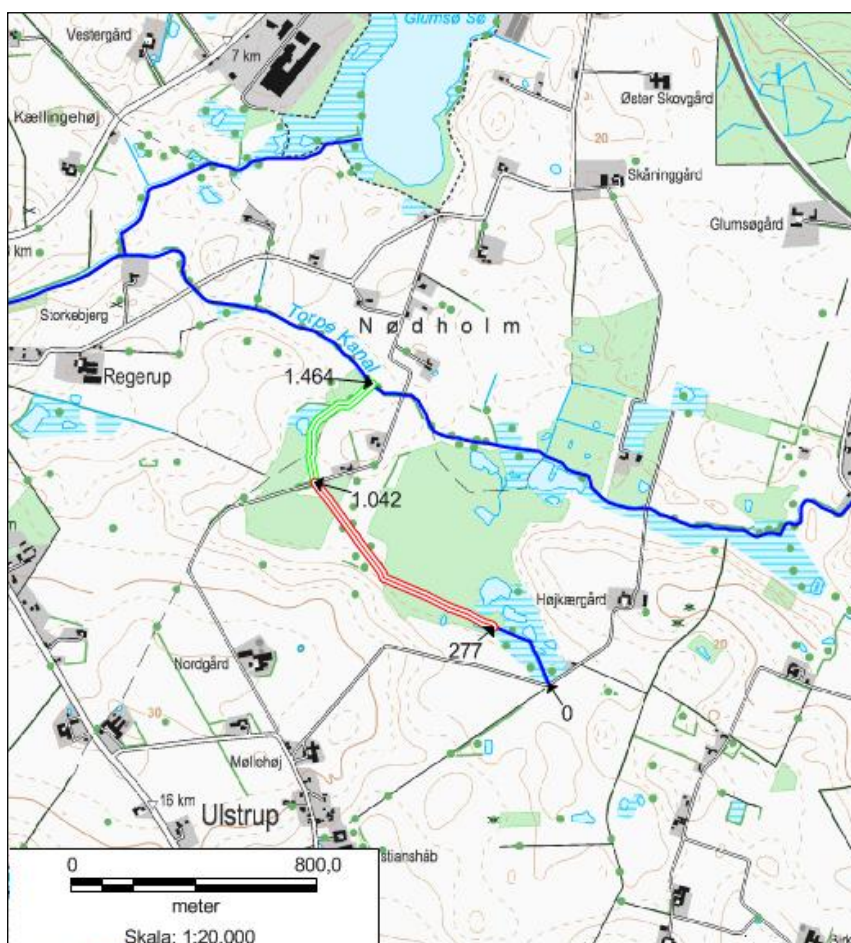 Glumsø Sø
Vestergård
7 km
Øster Skovgård
Kællingehøj
20
Skåninggård
Glumsøgård
km
Storkebjerg
Torpe Kanal
Nødholm
Regerup
1.464
1.042
Højkærgård
277
20
Nordgård
0
30
Møllehøj
16 km
Ulstrup
stianshåb
0 800,0
meter
Skala: 1:20.000